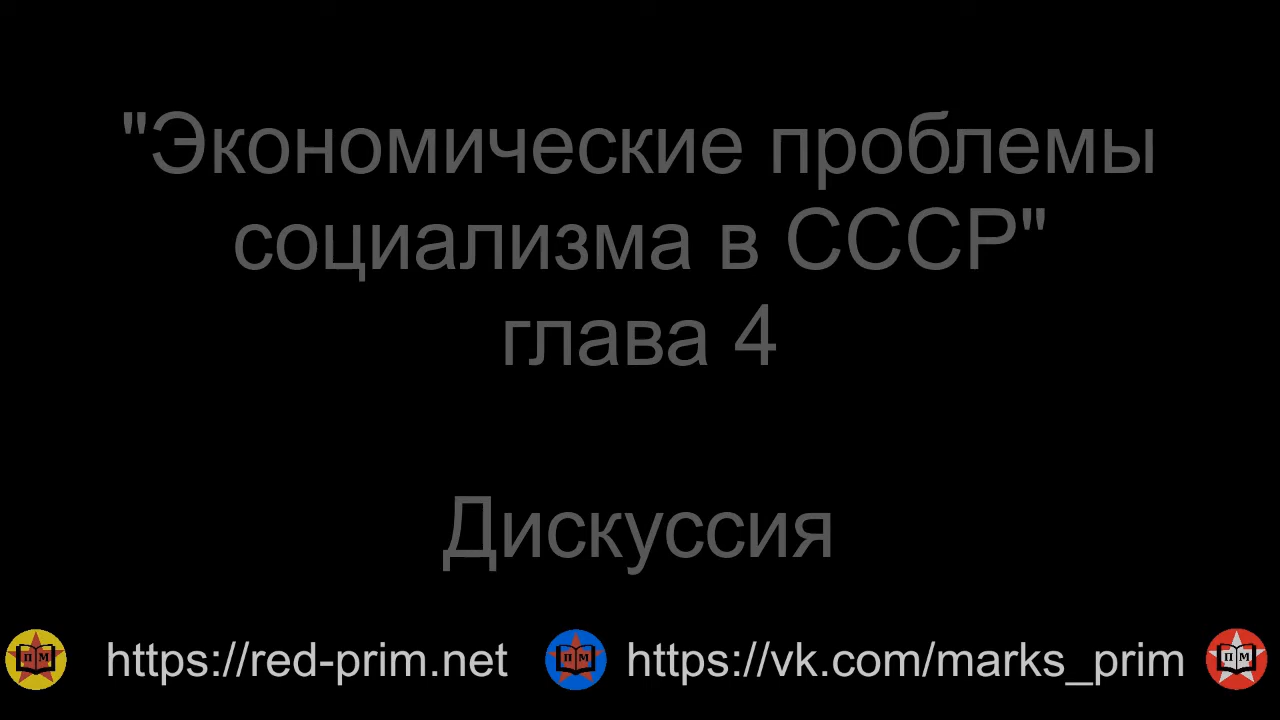 "Экономические проблемы
социализма в СССР"
глава 4
Дискуссия
П М https://red-prim.net П М https://vk.com/marks_prim П М